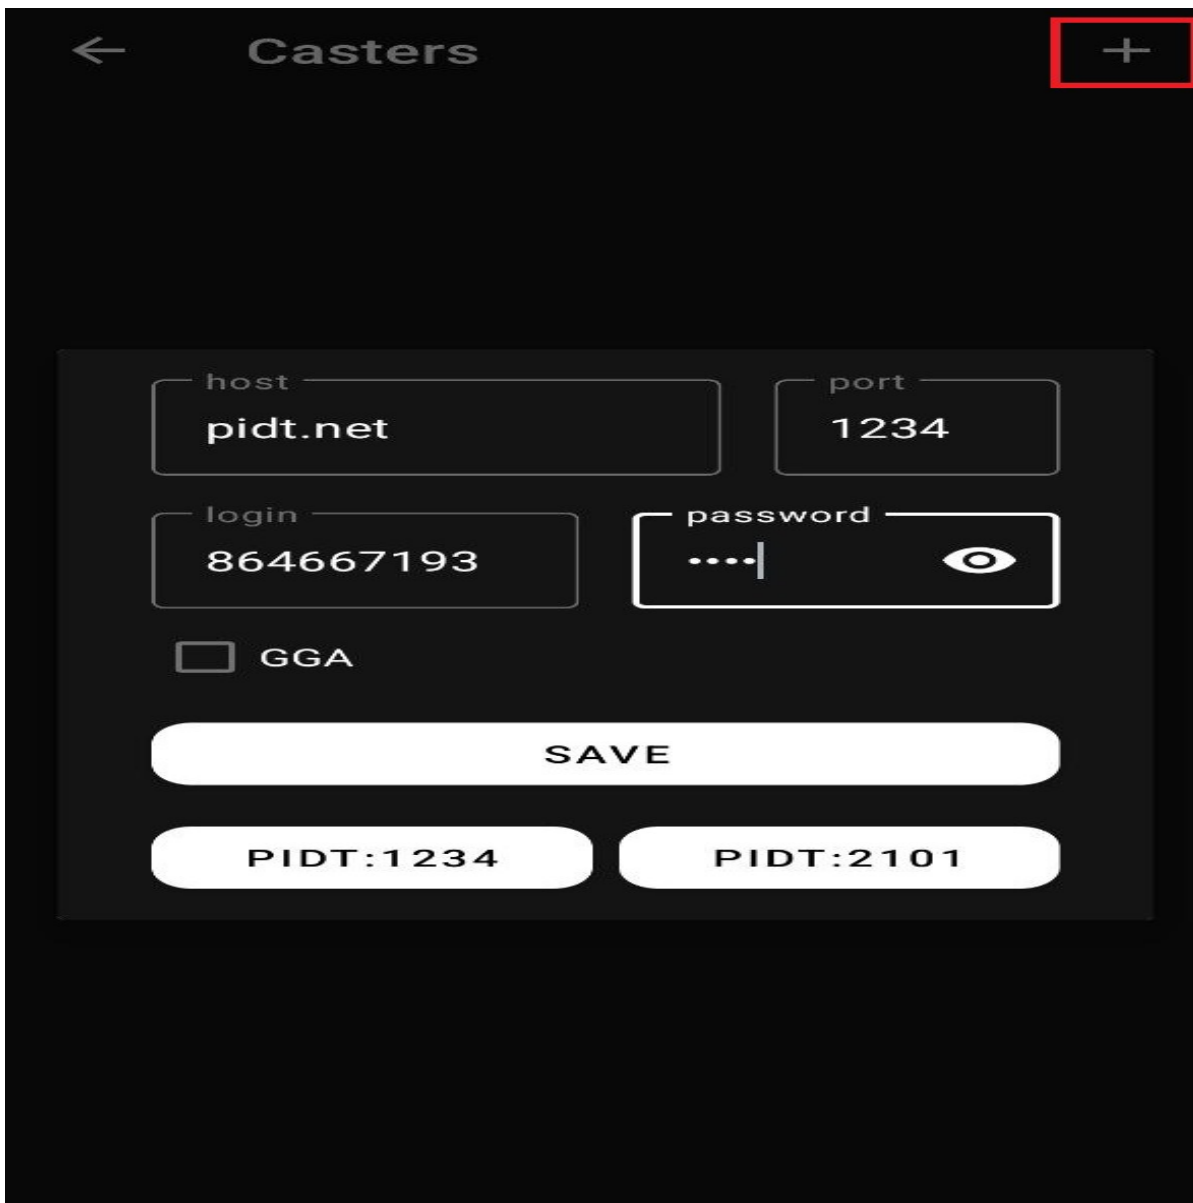 Casters
host
port
pidt.net
1234
login
password
864667193
••••
GGA
SAVE
PIDT:1234
PIDT:2101